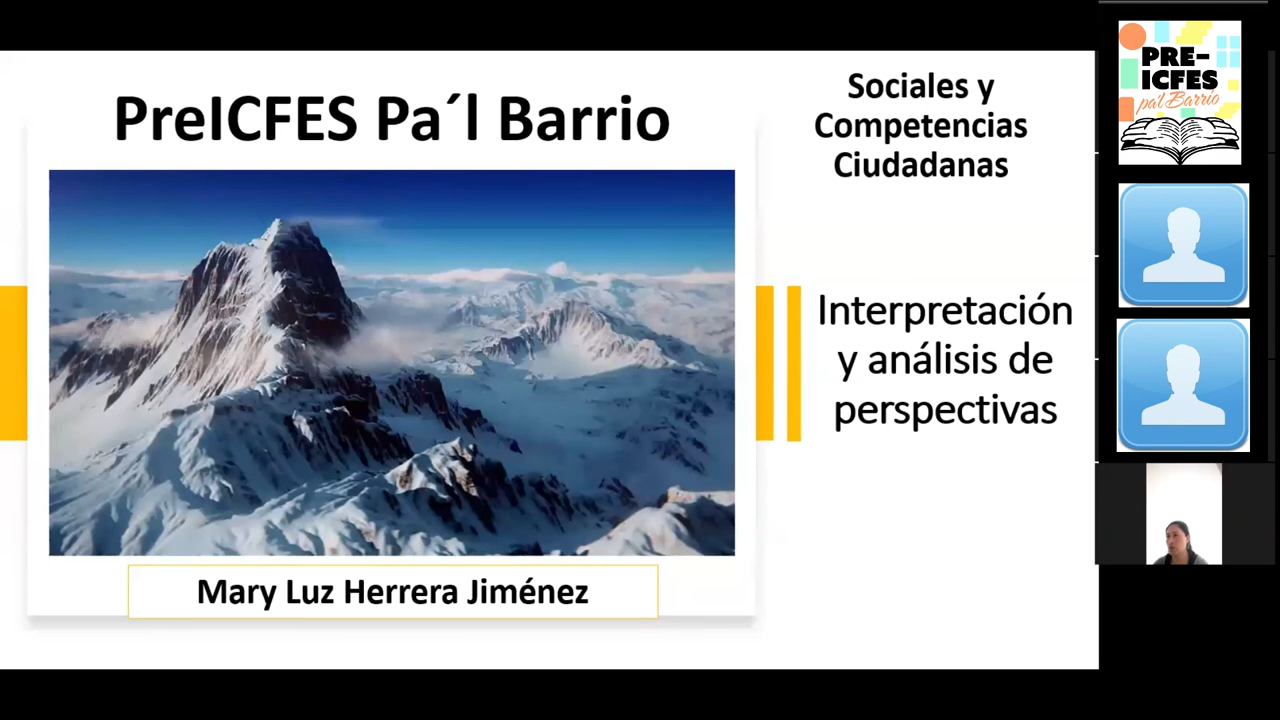 PreICFES Pa´l Barrio
Sociales y
Competencias
Ciudadanas
Interpretación
y análisis de
perspectivas
Mary Luz Herrera Jiménez
PRE-
ICFES
pa'l Barrio